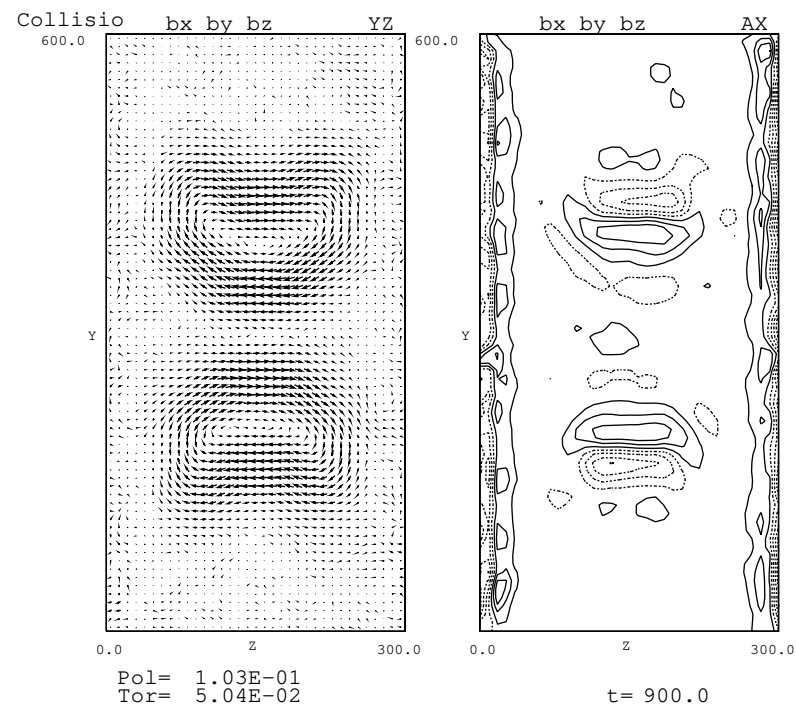 Collisio bx by bz YZ bx by bz AX
600.0 600.0
Y Y
0.0 Z 300.0 0.0 Z 300.0
Pol= 1.03E-01
Tor= 5.04E-02 t= 900.0